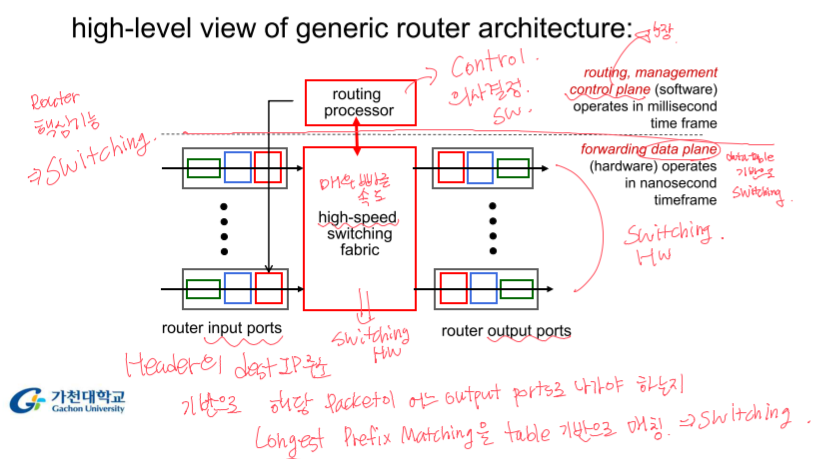 high-level view of generic router architecture:
Router
핵심기능
⇒ Switching.
routing
processor
Control.
의사결정.
SW.
routing, management
control plane (software)
operates in millisecond
time frame
forwarding data plane
(hardware) operates
in nanosecond
timeframe
data table
기반으로
switching.
매우 빠른
속도
high-speed
switching
fabric
Switching.
HW
router input ports
router output ports
Switching
HW
Header의 dest IP 주소
기반으로 해당 Packet이 어느 output ports로 나가야 하는지
Longest Prefix Matching을 table 기반으로 매칭. ⇒ Switching.
가천대학교
Gachon University